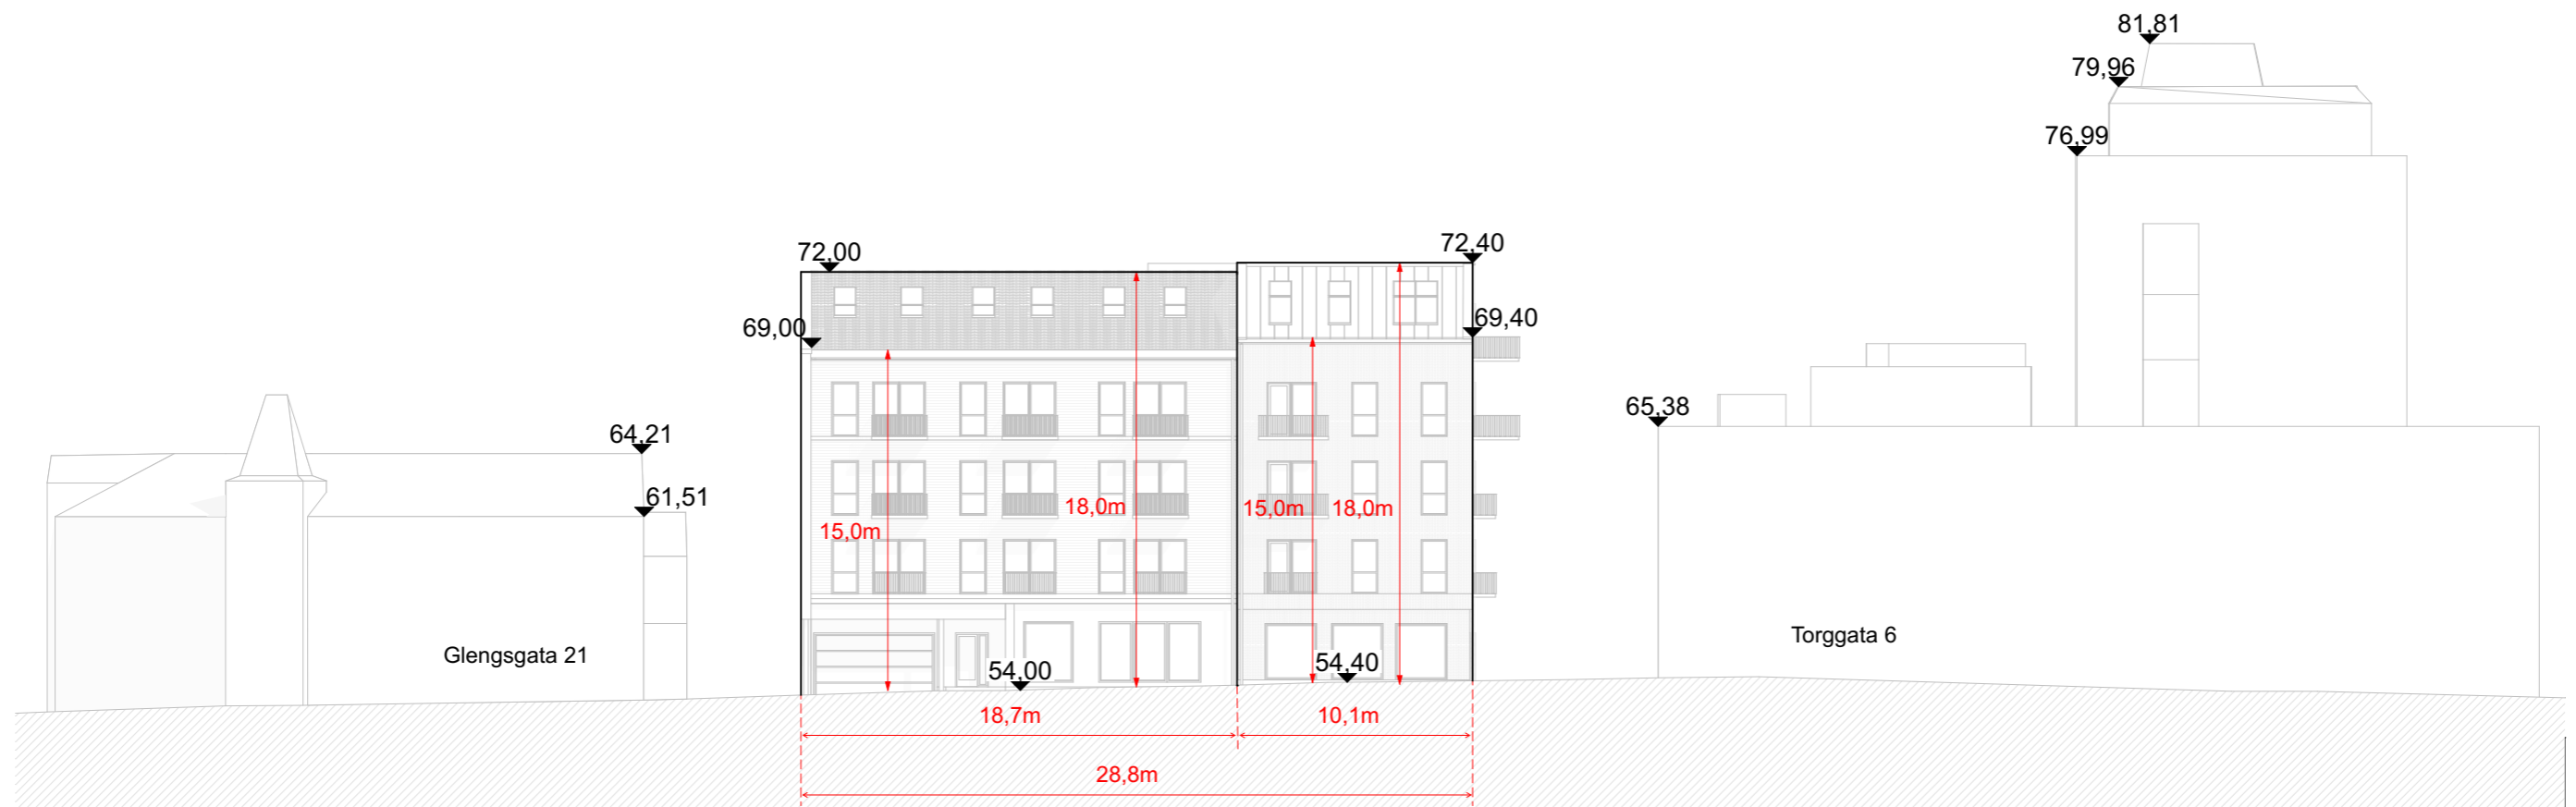 81,81
79,96
76,99
72,00
72,40
69,00
69,40
65,38
64,21
61,51
18,0m
15,0m
18,0m
15,0m
Torggata 6
Glengsgata 21
54,00
54,40
18,7m
10,1m
28,8m